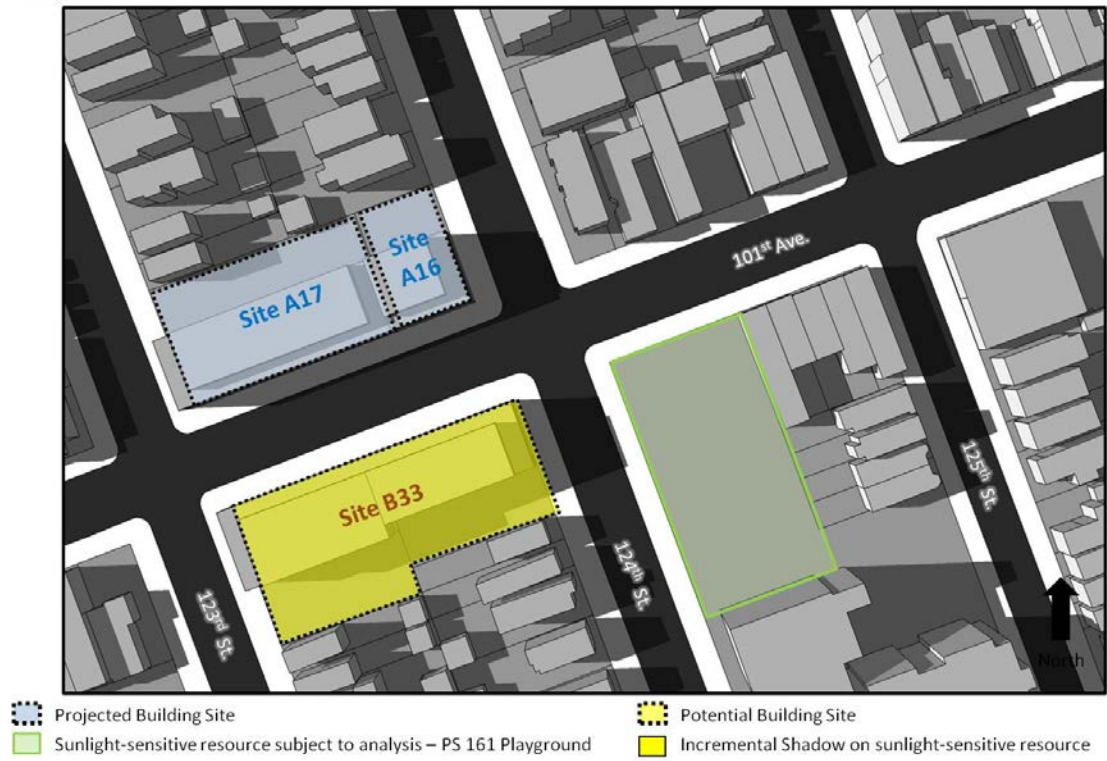 Site
A16
Site A17
101st Ave.
Site B33
124th St.
125th St.
123rd St.
North
Projected Building Site
Potential Building Site
Sunlight-sensitive resource subject to analysis – PS 161 Playground
Incremental Shadow on sunlight-sensitive resource